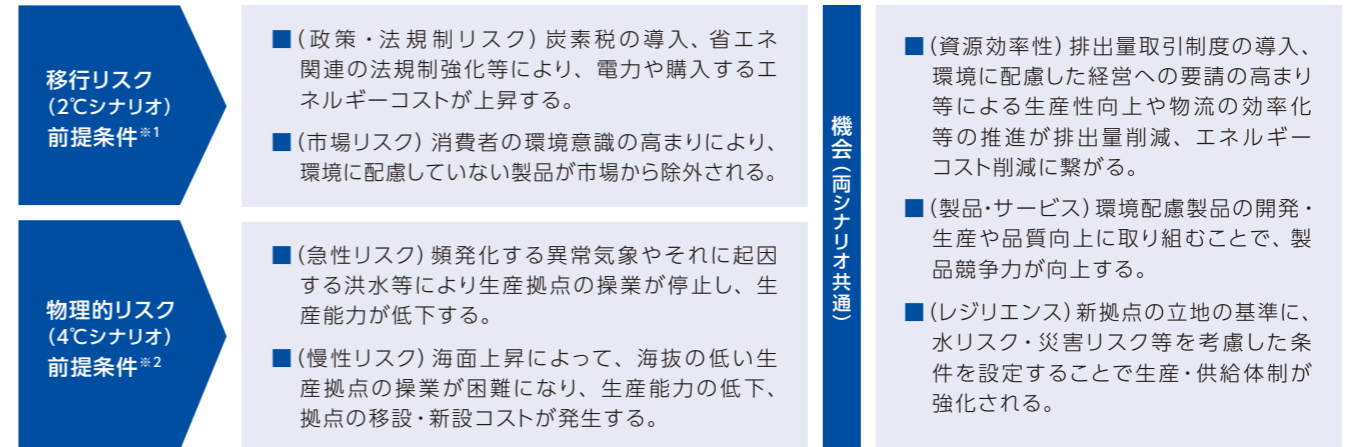 移行リスク
(2℃シナリオ)
前提条件※1
■(政策・法規制リスク)炭素税の導入、省エネ
関連の法規制強化等により、電力や購入するエ
ネルギーコストが上昇する。
■(市場リスク)消費者の環境意識の高まりにより、
環境に配慮していない製品が市場から除外される。
物理的リスク
(4℃シナリオ)
前提条件※2
■(急性リスク)頻発化する異常気象やそれに起因
する洪水等により生産拠点の操業が停止し、生
産能力が低下する。
■(慢性リスク)海面上昇によって、海抜の低い生
産拠点の操業が困難になり、生産能力の低下、
拠点の移設・新設コストが発生する。
機会(両シナリオ共通)
■(資源効率性)排出量取引制度の導入、
環境に配慮した経営への要請の高まり
等による生産性向上や物流の効率化
等の推進が排出量削減、エネルギー
コスト削減に繋がる。
■(製品・サービス)環境配慮製品の開発・
生産や品質向上に取り組むことで、製
品競争力が向上する。
■(レジリエンス)新拠点の立地の基準に、
水リスク・災害リスク等を考慮した条
件を設定することで生産・供給体制が
強化される。